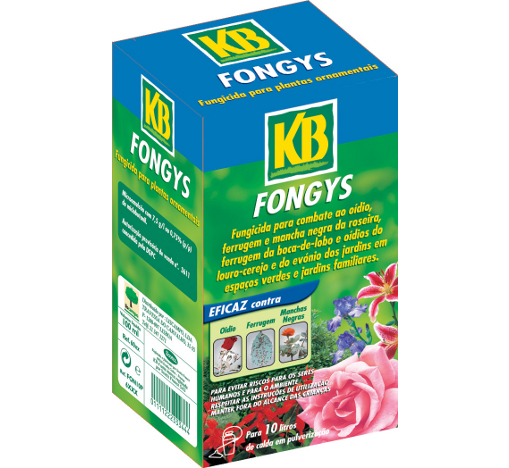 KB
FONGYS
Fungicida para plantas ornamentais
KB
FONGYS
Fungicida para plantas ornamentais
KB
FONGYS
Fungicida para combate ao oídio,
ferrugem e mancha negra da roseira,
ferrugem da boca-de-lobo e oídios do
louro-cerejo e do evónio dos jardins em
espaços verdes e jardins familiares.
EFICAZ contra
Oídio
Ferrugem
Manchas
Negras
PARA EVITAR RISCOS PARA OS SERES
HUMANOS E PARA O AMBIENTE
RESPEITAR AS INSTRUÇÕES DE UTILIZAÇÃO
MANTER FORA DO ALCANCE DAS CRIANÇAS
Para 10 litros
de calda em pulverização